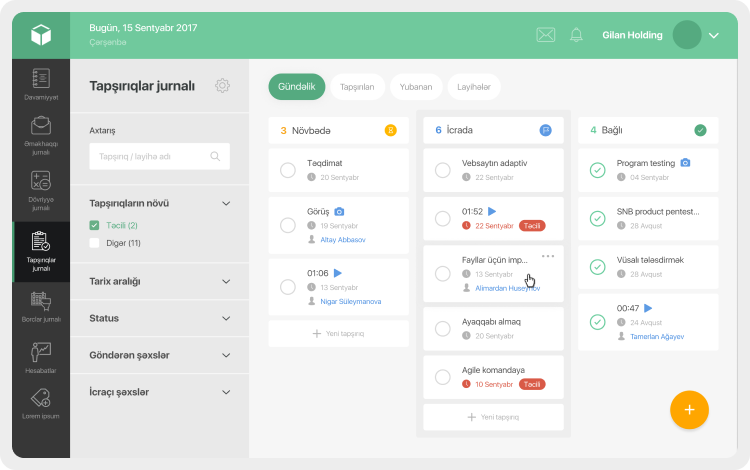 Bugün, 15 Sentyabr 2017
Çərşənbə
Gilan Holding
Davamiyyət
Əməkhaqqı
jurnalı
Dövriyyə
jurnalı
Tapşırıqlar
jurnalı
Borclar jurnalı
Hesabatlar
Lorem ipsum
Tapşırıqlar jurnalı
Axtarış
Tapşırıq / layihə adı
Tapşırıqların növü
Təcili (2)
Digər (11)
Tarix aralığı
Status
Göndərən şəxslər
İcraçı şəxslər
Gündəlik
Tapşırılan
Yubanan
Layihələr
3 Növbədə
Təqdimat
20 Sentyabr
Görüş
19 Sentyabr
Altay Abbasov
01:06
13 Sentyabr
Nigar Süleymanova
+ Yeni tapşırıq
6 İcrada
Vebsaytın adaptiv
22 Sentyabr
01:52
22 Sentyabr Təcili
Fayllar üçün imp...
13 Sentyabr
Alimərdan Huseynov
Ayaqqabı almaq
20 Sentyabr
Agile komandaya
10 Sentyabr Təcili
+ Yeni tapşırıq
4 Bağlı
Program testing
04 Sentyabr
SNB product pentest...
28 Avqust
Vüsalı tələsdirmək
28 Avqust
00:47
24 Avqust
Tamerlan Ağayev
+